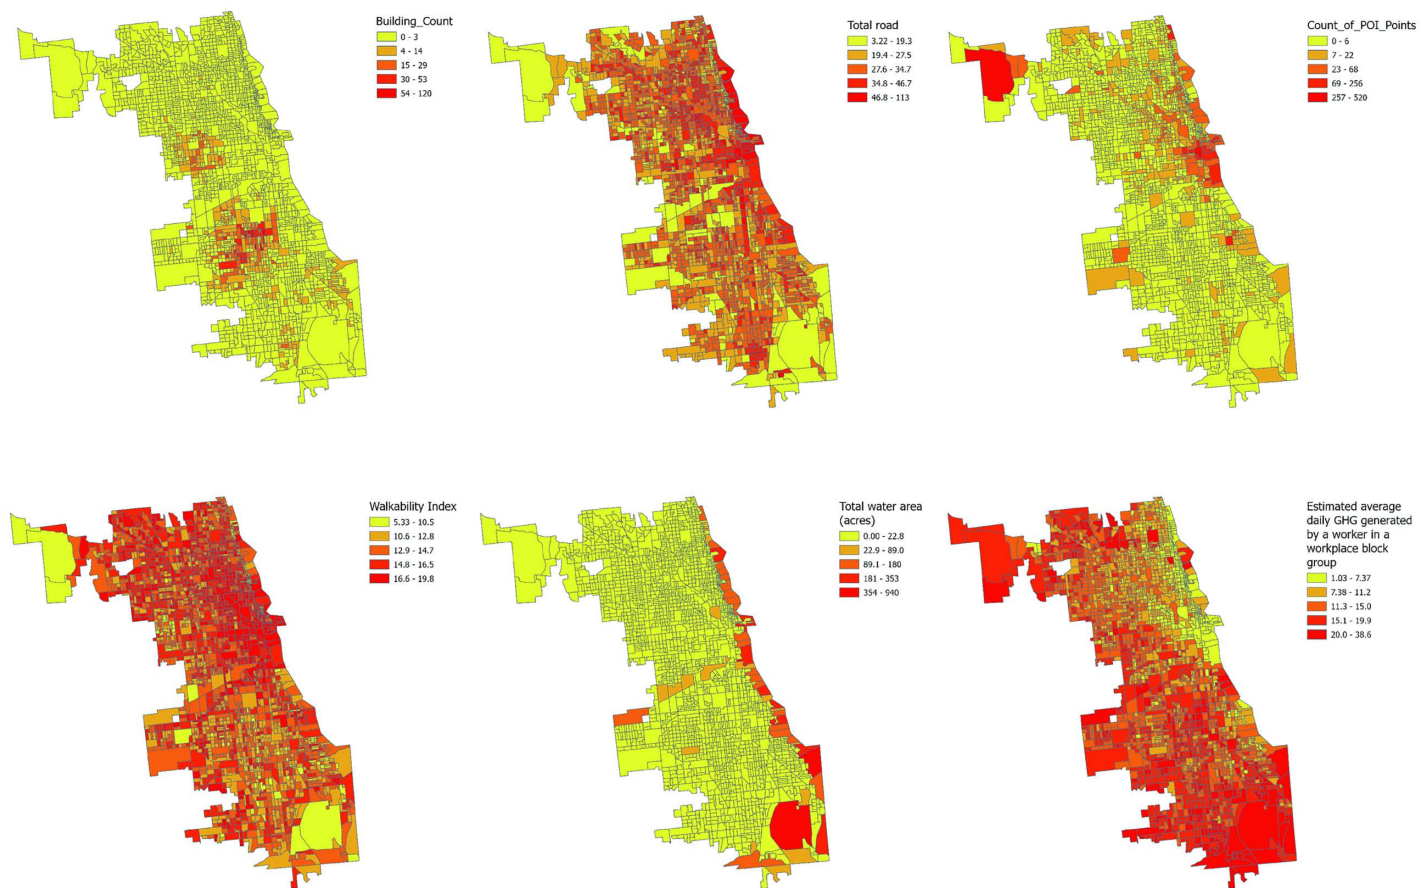 Building_Count
0 - 3
4 - 14
15 - 29
30 - 53
54 - 120
Total road
3.22 - 19.3
19.4 - 27.5
27.6 - 34.7
34.8 - 46.7
46.8 - 113
Count_of_POI_Points
0 - 6
7 - 22
23 - 68
69 - 256
257 - 520
Walkability Index
5.33 - 10.5
10.6 - 12.8
12.9 - 14.7
14.8 - 16.5
16.6 - 19.8
Total water area
(acres)
0.00 - 22.8
22.9 - 89.0
89.1 - 180
181 - 353
354 - 940
Estimated average
daily GHG generated
by a worker in a
workplace block
group
1.03 - 7.37
7.38 - 11.2
11.3 - 15.0
15.1 - 19.9
20.0 - 38.6